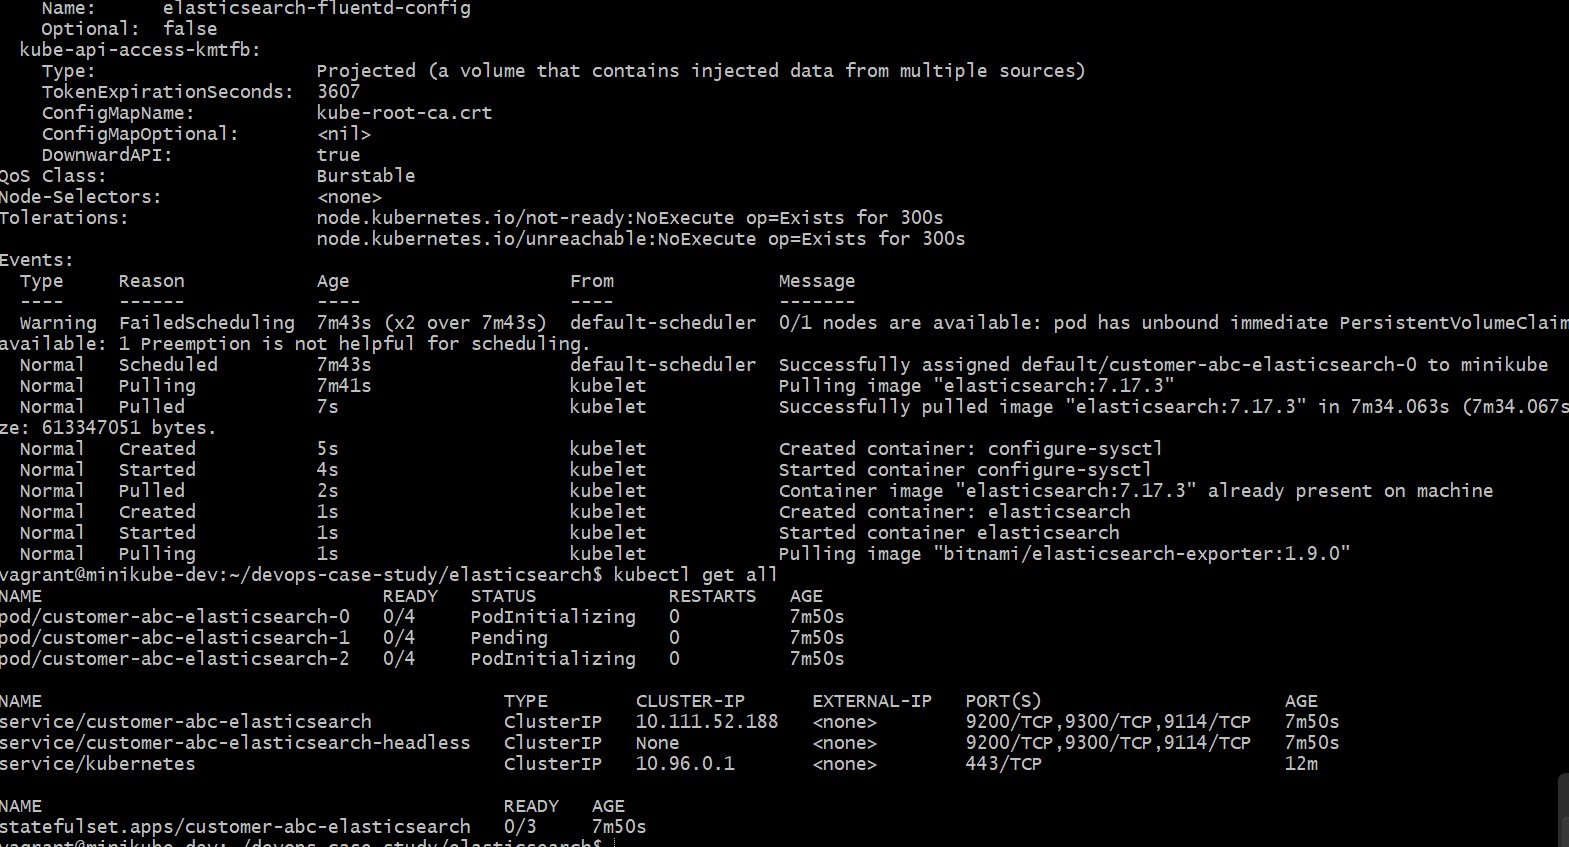 Name: elasticsearch-fluentd-config
Optional: false
kube-api-access-kmtfb:
Type: Projected (a volume that contains injected data from multiple sources)
TokenExpirationSeconds: 3607
ConfigMapName: kube-root-ca.crt
ConfigMapOptional: <nil>
DownwardAPI: true
QoS Class: Burstable
Node-Selectors: <none>
Tolerations: node.kubernetes.io/not-ready:NoExecute op=Exists for 300s
node.kubernetes.io/unreachable:NoExecute op=Exists for 300s
Events:
Type Reason Age From Message
---- ------ ---- ---- -------
Warning FailedScheduling 7m43s (x2 over 7m43s) default-scheduler 0/1 nodes are available: pod has unbound immediate PersistentVolumeClaim
available: 1 Preemption is not helpful for scheduling.
Normal Scheduled 7m43s default-scheduler Successfully assigned default/customer-abc-elasticsearch-0 to minikube
Normal Pulling 7m41s kubelet Pulling image "elasticsearch:7.17.3"
Normal Pulled 7s kubelet Successfully pulled image "elasticsearch:7.17.3" in 7m34.063s (7m34.067s
ze: 613347051 bytes.
Normal Created 5s kubelet Created container: configure-sysctl
Normal Started 4s kubelet Started container configure-sysctl
Normal Pulled 2s kubelet Container image "elasticsearch:7.17.3" already present on machine
Normal Created 1s kubelet Created container: elasticsearch
Normal Started 1s kubelet Started container elasticsearch
Normal Pulling 1s kubelet Pulling image "bitnami/elasticsearch-exporter:1.9.0"
vagrant@minikube-dev:~/devops-case-study/elasticsearch$ kubectl get all
NAME READY STATUS RESTARTS AGE
pod/customer-abc-elasticsearch-0 0/4 PodInitializing 0 7m50s
pod/customer-abc-elasticsearch-1 0/4 Pending 0 7m50s
pod/customer-abc-elasticsearch-2 0/4 PodInitializing 0 7m50s
NAME TYPE CLUSTER-IP EXTERNAL-IP PORT(S) AGE
service/customer-abc-elasticsearch ClusterIP 10.111.52.188 <none> 9200/TCP,9300/TCP,9114/TCP 7m50s
service/customer-abc-elasticsearch-headless ClusterIP None <none> 9200/TCP,9300/TCP,9114/TCP 7m50s
service/kubernetes ClusterIP 10.96.0.1 <none> 443/TCP 12m
NAME READY AGE
statefulset.apps/customer-abc-elasticsearch 0/3 7m50s
vagrant@minikube-dev:~/devops-case-study/elasticsearch$